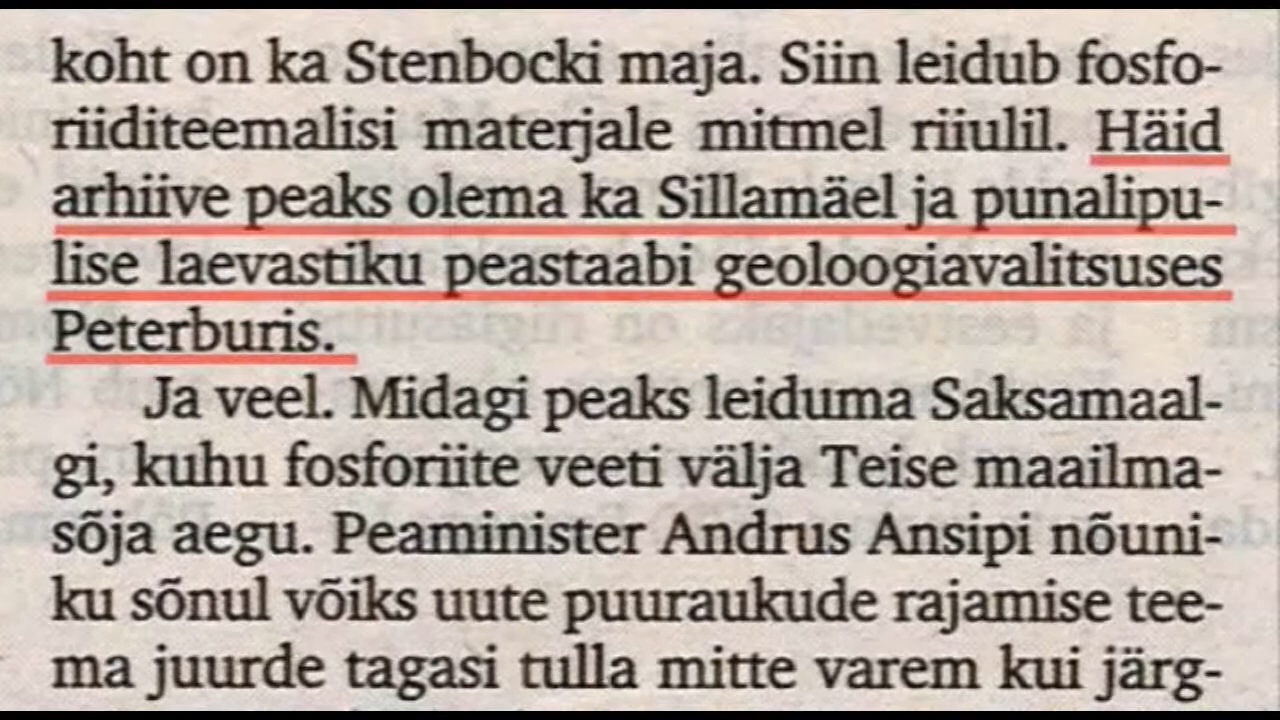 koht on ka Stenbocki maja. Siin leidub fosfo-
riiditeemalisi materjale mitmel riiulil. Häid
arhiive peaks olema ka Sillamäel ja punalipu-
lise laevastiku peastaabi geoloogiavalitsuses
Peterburis.
Ja veel. Midagi peaks leiduma Saksamaal-
gi, kuhu fosforiite veeti välja Teise maailma-
sõja aegu. Peaminister Andrus Ansipi nõuni-
ku sõnul võiks uute puuraukude rajamise tee-
ma juurde tagasi tulla mitte varem kui järg-